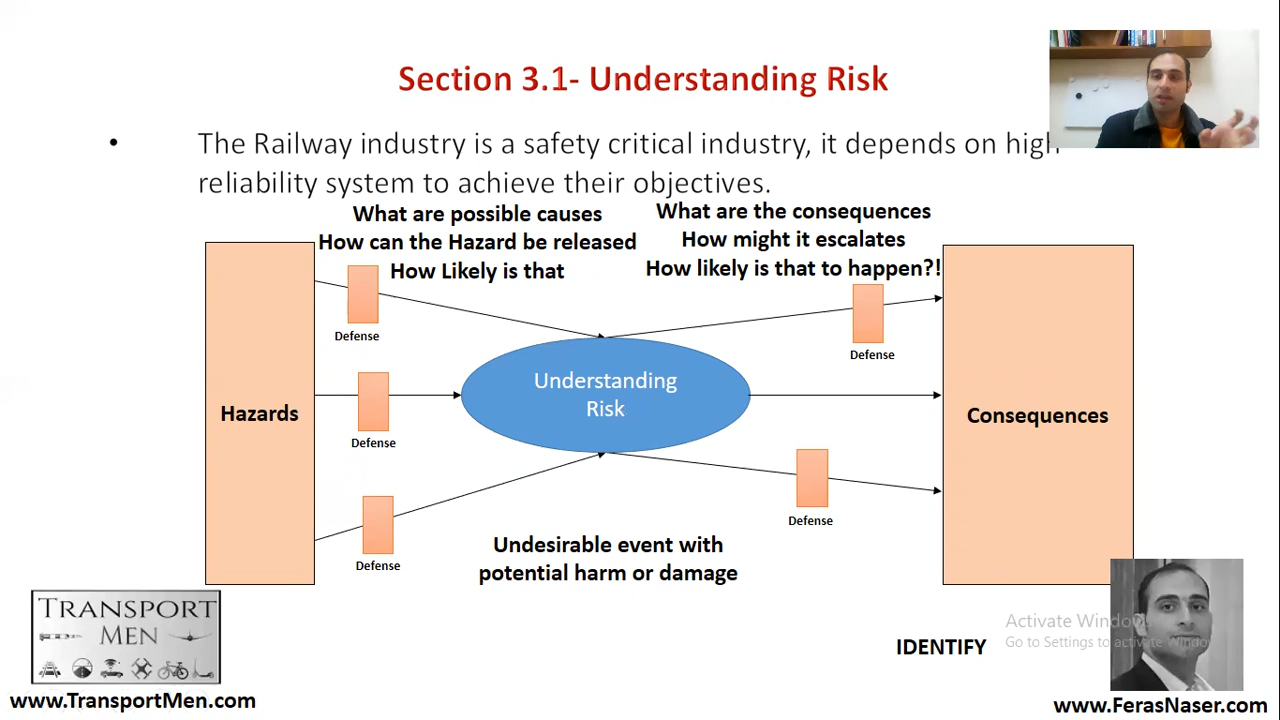 Section 3.1- Understanding Risk
• The Railway industry is a safety critical industry, it depends on high
reliability system to achieve their objectives.
What are possible causes
How can the Hazard be released
How Likely is that
What are the consequences
How might it escalates
How likely is that to happen?!
Defense
Defense
Hazards
Understanding
Risk
Consequences
Defense
Defense
Defense
Undesirable event with
potential harm or damage
TRANSPORT
MEN
IDENTIFY
Go to Settings to activate
www.TransportMen.com
www.FerasNaser.com